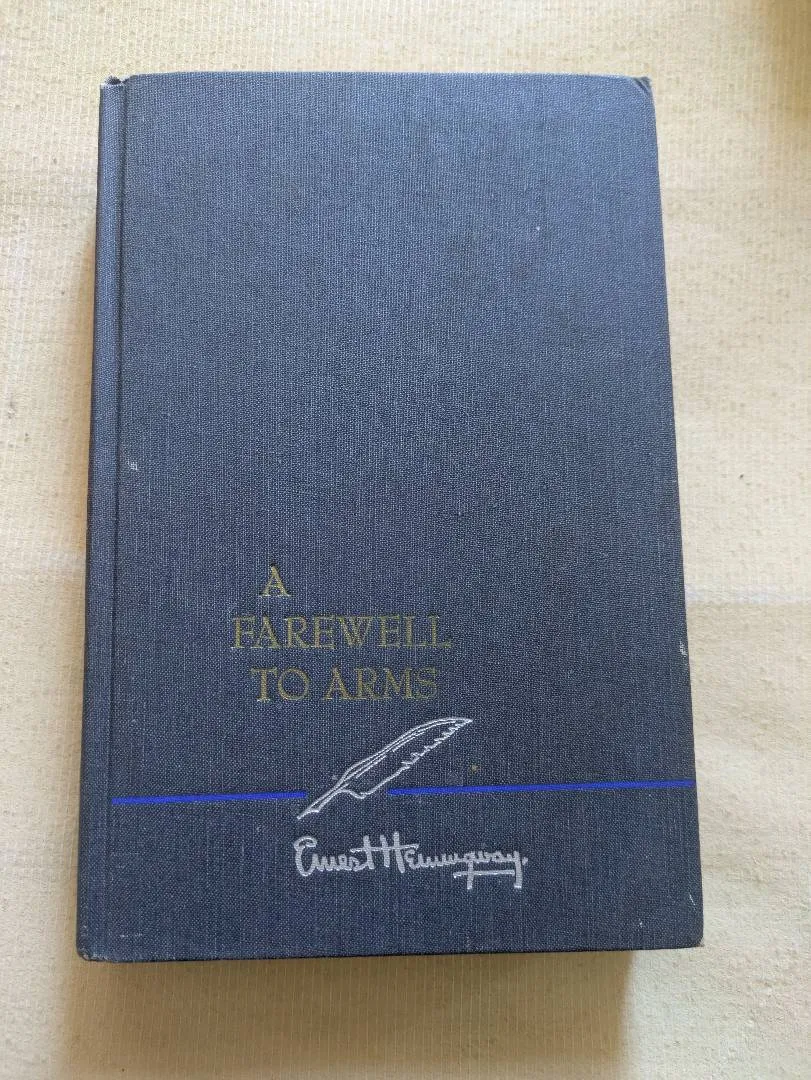 A
FAREWELL
TO ARMS
Ernest Hemingway.